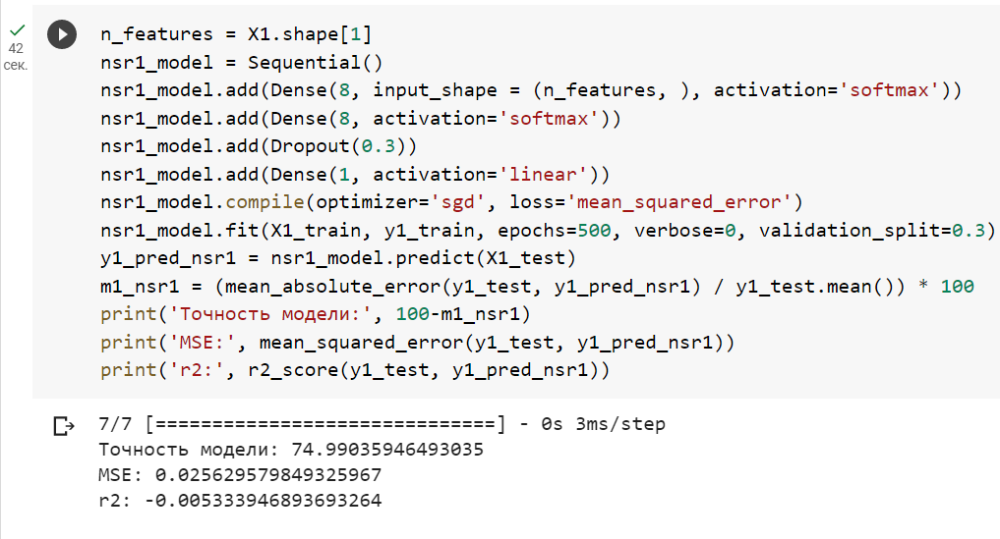 42
сек.
n_features = X1.shape[1]
nsr1_model = Sequential()
nsr1_model.add(Dense(8, input_shape = (n_features, ), activation='softmax'))
nsr1_model.add(Dense(8, activation='softmax'))
nsr1_model.add(Dropout(0.3))
nsr1_model.add(Dense(1, activation='linear'))
nsr1_model.compile(optimizer='sgd', loss='mean_squared_error')
nsr1_model.fit(X1_train, y1_train, epochs=500, verbose=0, validation_split=0.3)
y1_pred_nsr1 = nsr1_model.predict(X1_test)
m1_nsr1 = (mean_absolute_error(y1_test, y1_pred_nsr1) / y1_test.mean()) * 100
print('Точность модели:', 100-m1_nsr1)
print('MSE:', mean_squared_error(y1_test, y1_pred_nsr1))
print('r2:', r2_score(y1_test, y1_pred_nsr1))
7/7 [==============================] - 0s 3ms/step
Точность модели: 74.99035946493035
MSE: 0.025629579849325967
r2: -0.005333946893693264